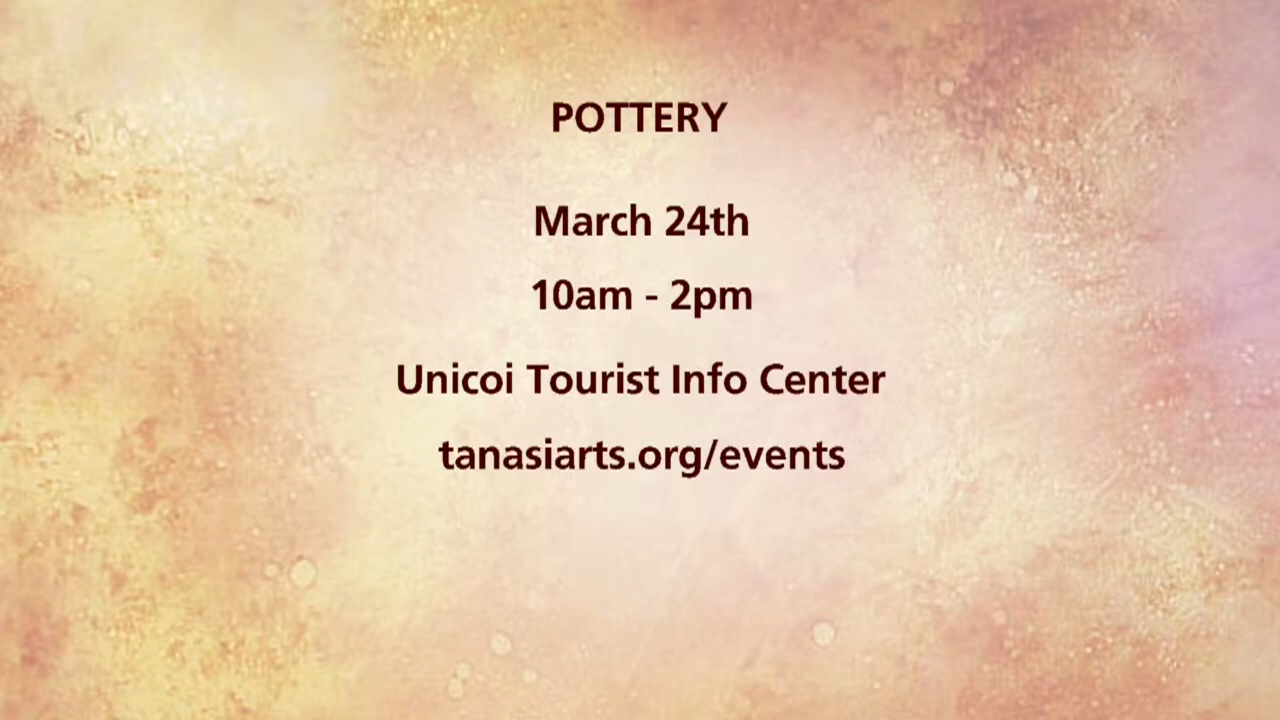 POTTERY
March 24th
10am - 2pm
Unicoi Tourist Info Center
tanasiarts.org/events